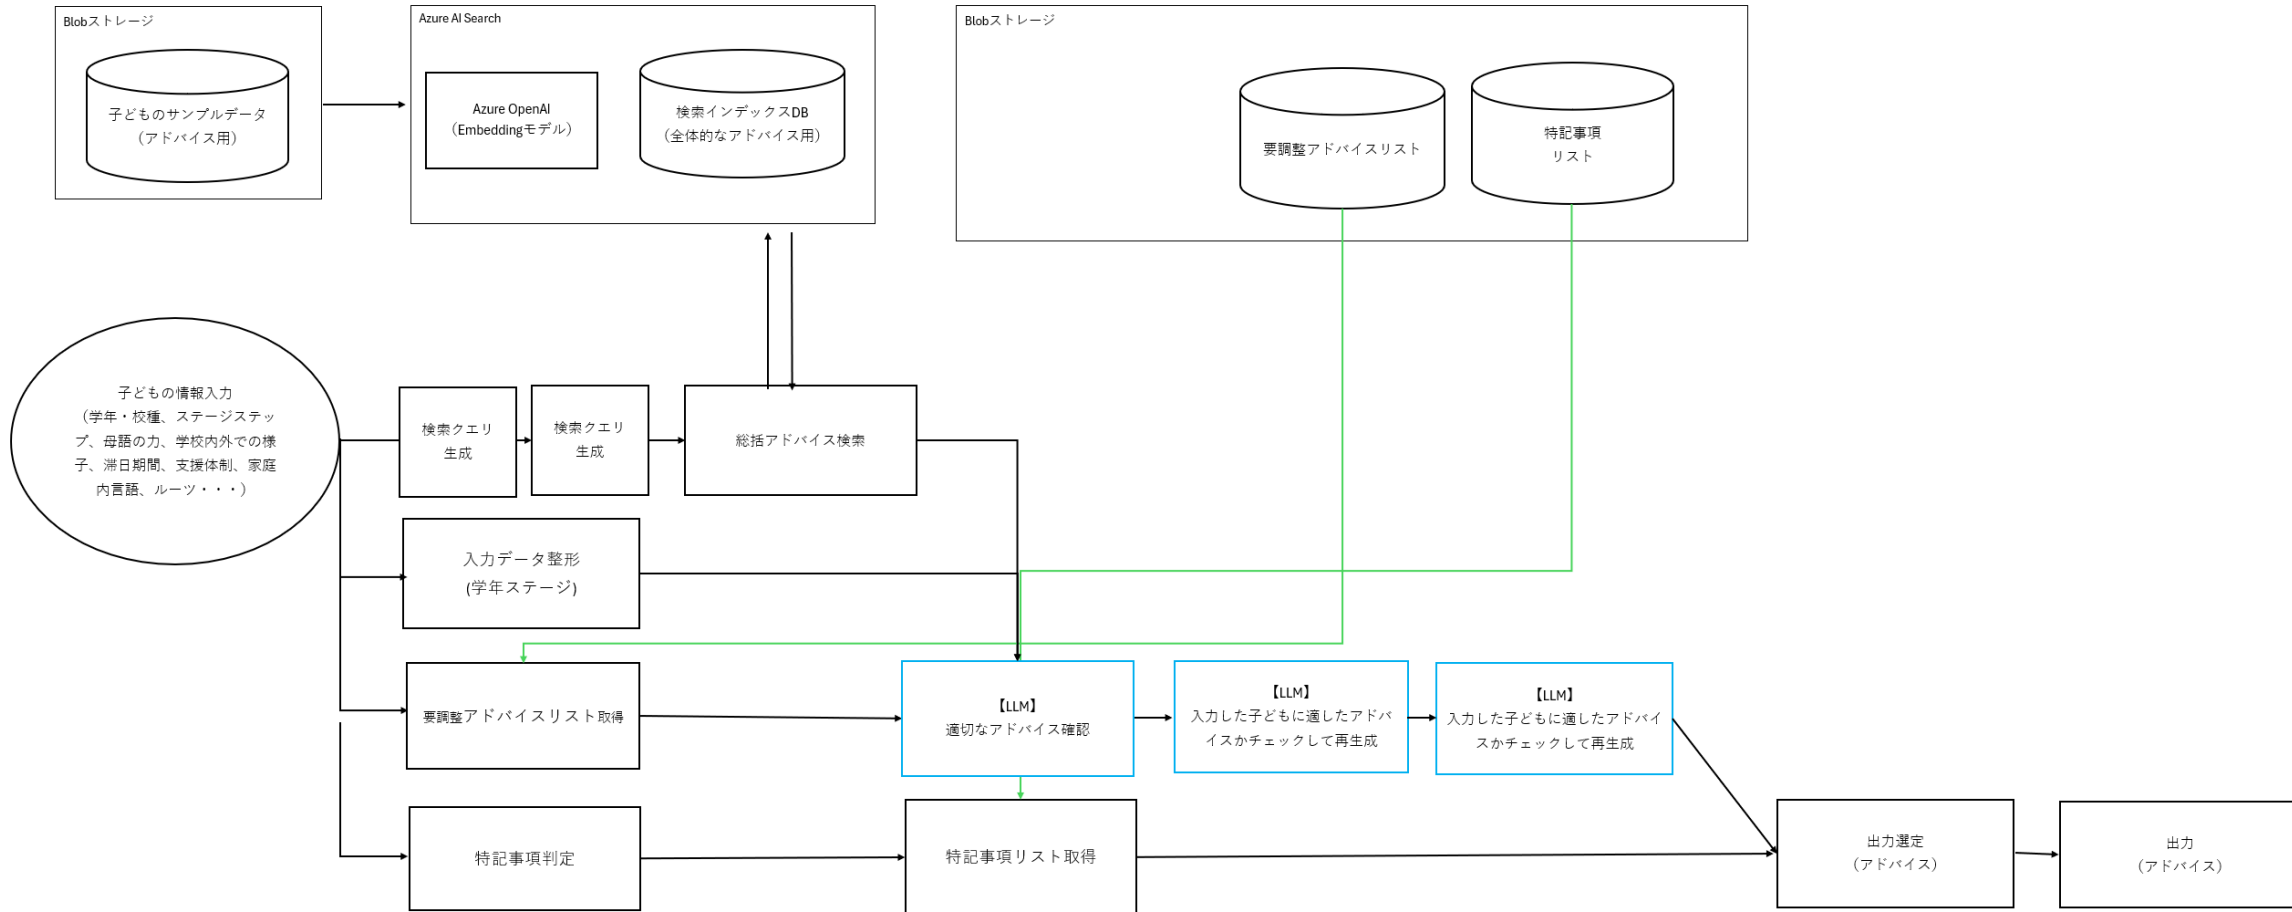 Blobストレージ
子どものサンプルデータ
（アドバイス用）
Azure AI Search
Azure OpenAI
（Embeddingモデル）
検索インデックスDB
（全体的なアドバイス用）
Blobストレージ
要調整アドバイスリスト
特記事項
リスト
子どもの情報入力
（学年・校種、ステージステッ
プ、母語の力、学校内外での様
子、滞日期間、支援体制、家庭
内言語、ルーツ・・・）
検索クエリ
生成
検索クエリ
生成
総括アドバイス検索
入力データ整形
(学年ステージ)
要調整アドバイスリスト取得
【LLM】
適切なアドバイス確認
【LLM】
入力した子どもに適したアドバ
イスかチェックして再生成
【LLM】
入力した子どもに適したアドバイ
スかチェックして再生成
特記事項判定
特記事項リスト取得
出力選定
（アドバイス）
出力
（アドバイス）